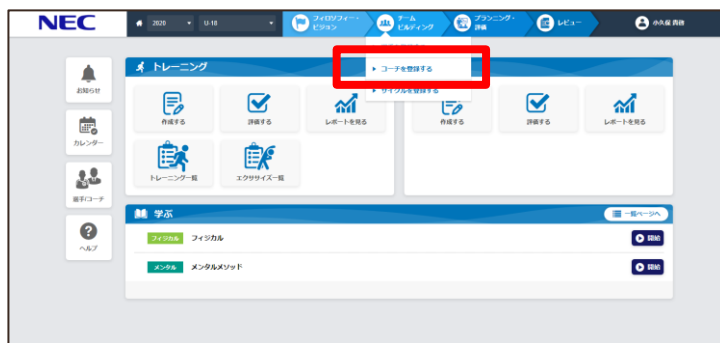 NEC
2020
U-18
フィロソフィー・
ビジョン
チーム
ビルディング
プランニング・
評価
レビュー
コーチを登録する
サイクルを登録する
お知らせ
カレンダー
選手/コーチ
ヘルプ
トレーニング
作成する
評価する
レポートを見る
トレーニング一覧
エクササイズ一覧
作成する
評価する
レポートを見る
学ぶ
一覧ページへ
フィジカル
フィジカル
開始
メンタル
メンタルメソッド
開始